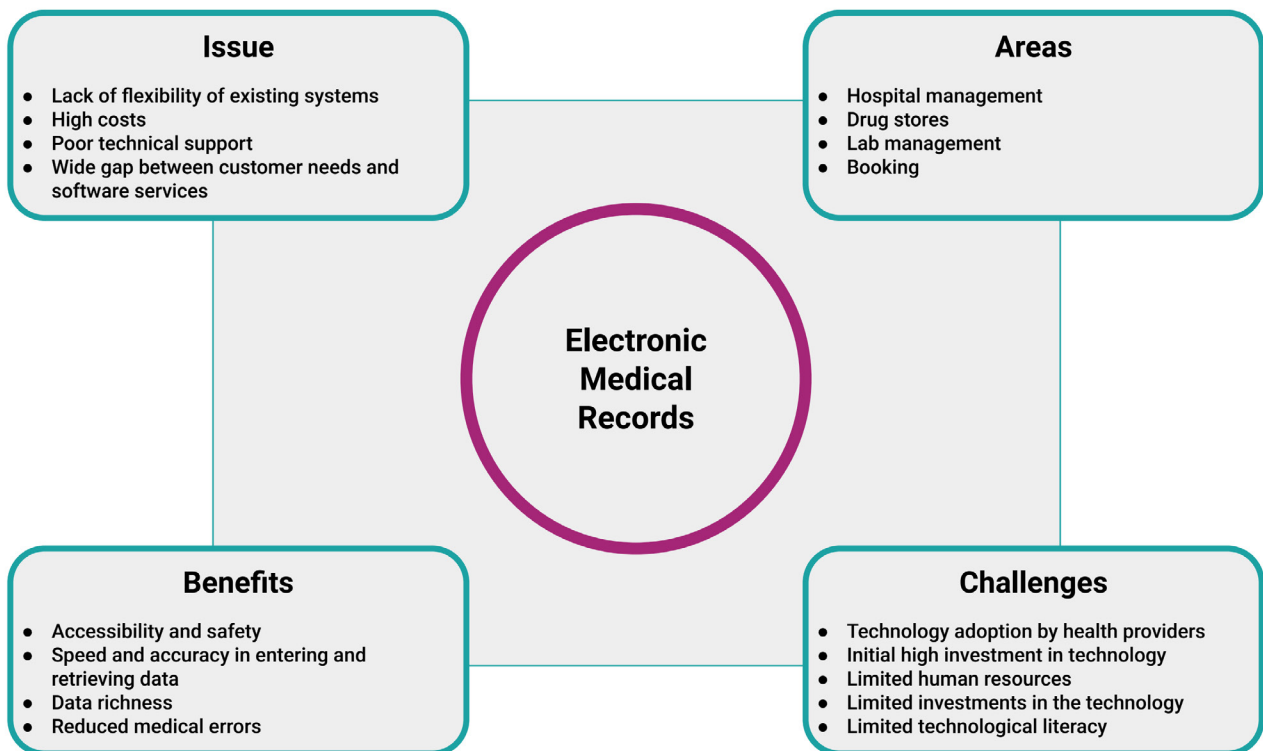 Issue
● Lack of flexibility of existing systems
● High costs
● Poor technical support
● Wide gap between customer needs and
software services
Areas
● Hospital management
● Drug stores
● Lab management
● Booking
Electronic
Medical
Records
Benefits
● Accessibility and safety
● Speed and accuracy in entering and
retrieving data
● Data richness
● Reduced medical errors
Challenges
● Technology adoption by health providers
● Initial high investment in technology
● Limited human resources
● Limited investments in the technology
● Limited technological literacy